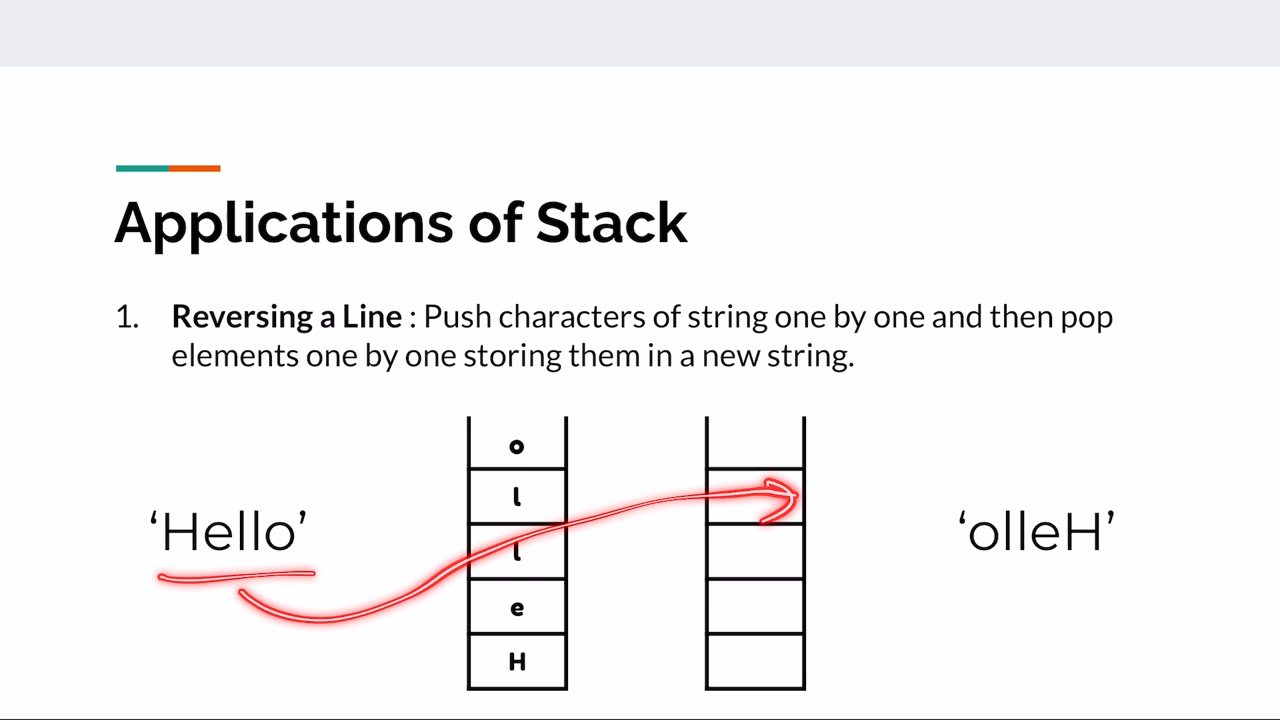 Applications of Stack
1. Reversing a Line : Push characters of string one by one and then pop
elements one by one storing them in a new string.
‘Hello’
o
l
l
e
H
‘olleH’